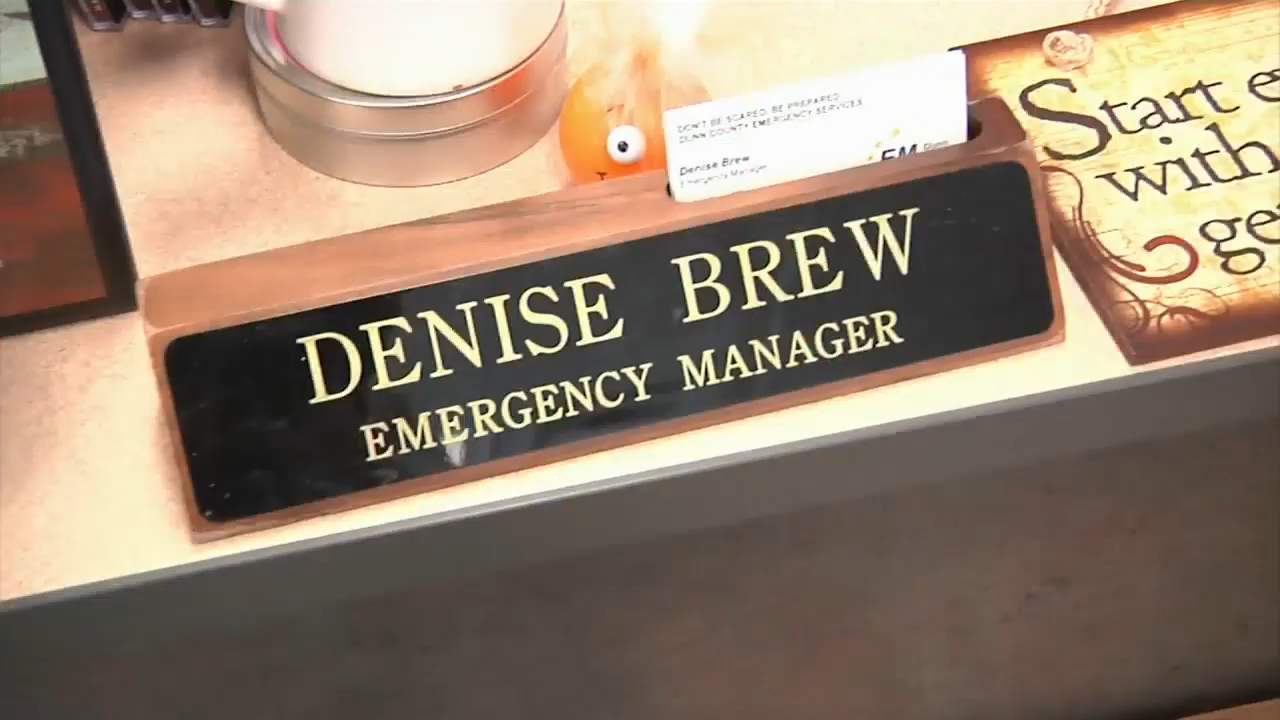 DON'T BE SCARED, BE PREPARED
DUNN COUNTY EMERGENCY SERVICES
Denise Brew
Emergency Manager
EM
DENISE BREW
EMERGENCY MANAGER
Start
with